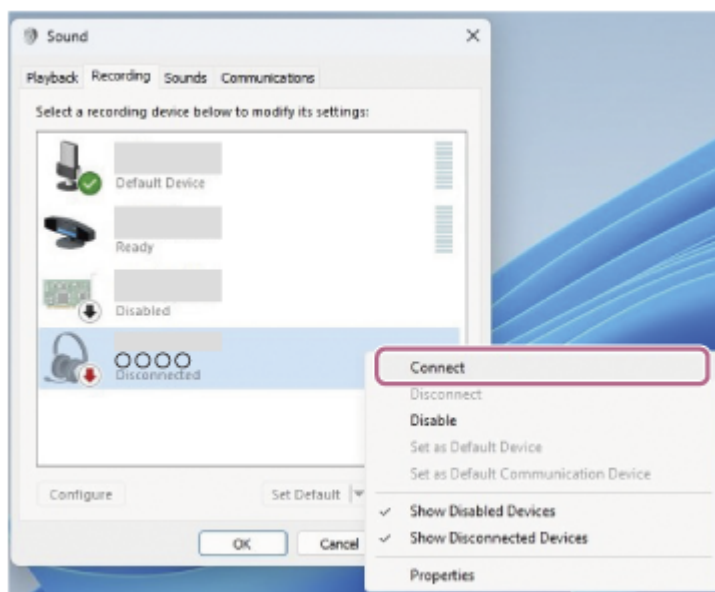 Sound
Playback Recording Sounds Communications
Select a recording device below to modify its settings:
Default Device
Ready
Disabled
○○○○
Disconnected
Configure
Set Default
OK
Cancel
Connect
Disconnect
Disable
Set as Default Device
Set as Default Communication Device
Show Disabled Devices
Show Disconnected Devices
Properties